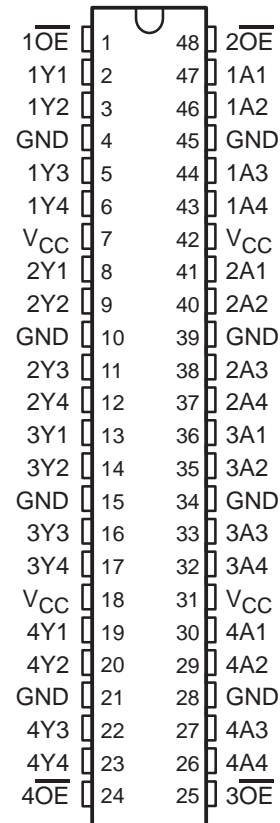 1O̅E̅ 1 48 2O̅E̅
1Y1 2 47 1A1
1Y2 3 46 1A2
GND 4 45 GND
1Y3 5 44 1A3
1Y4 6 43 1A4
VCC 7 42 VCC
2Y1 8 41 2A1
2Y2 9 40 2A2
GND 10 39 GND
2Y3 11 38 2A3
2Y4 12 37 2A4
3Y1 13 36 3A1
3Y2 14 35 3A2
GND 15 34 GND
3Y3 16 33 3A3
3Y4 17 32 3A4
VCC 18 31 VCC
4Y1 19 30 4A1
4Y2 20 29 4A2
GND 21 28 GND
4Y3 22 27 4A3
4Y4 23 26 4A4
4O̅E̅ 24 25 3O̅E̅